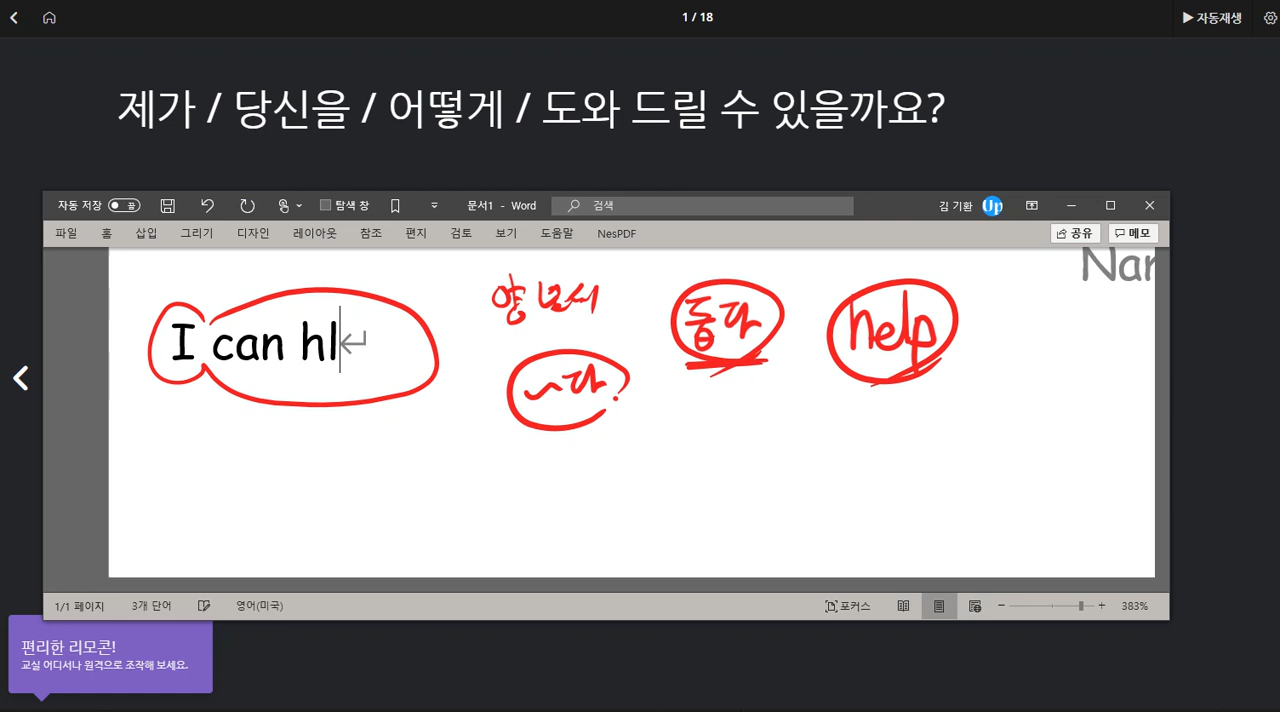 1 / 18
▶ 자동재생
제가 / 당신을 / 어떻게 / 도와 드릴 수 있을까요?
자동 저장
탐색 창
문서1 - Word
검색
김 기환
Up
파일 홈 삽입 그리기 디자인 레이아웃 참조 편지 검토 보기 도움말 NesPDF
공유
메모
Nar
I can hl
돕다
help
~다?
1/1 페이지
3개 단어
영어(미국)
포커스
383%
편리한 리모콘!
교실 어디서나 원격으로 조작해 보세요.